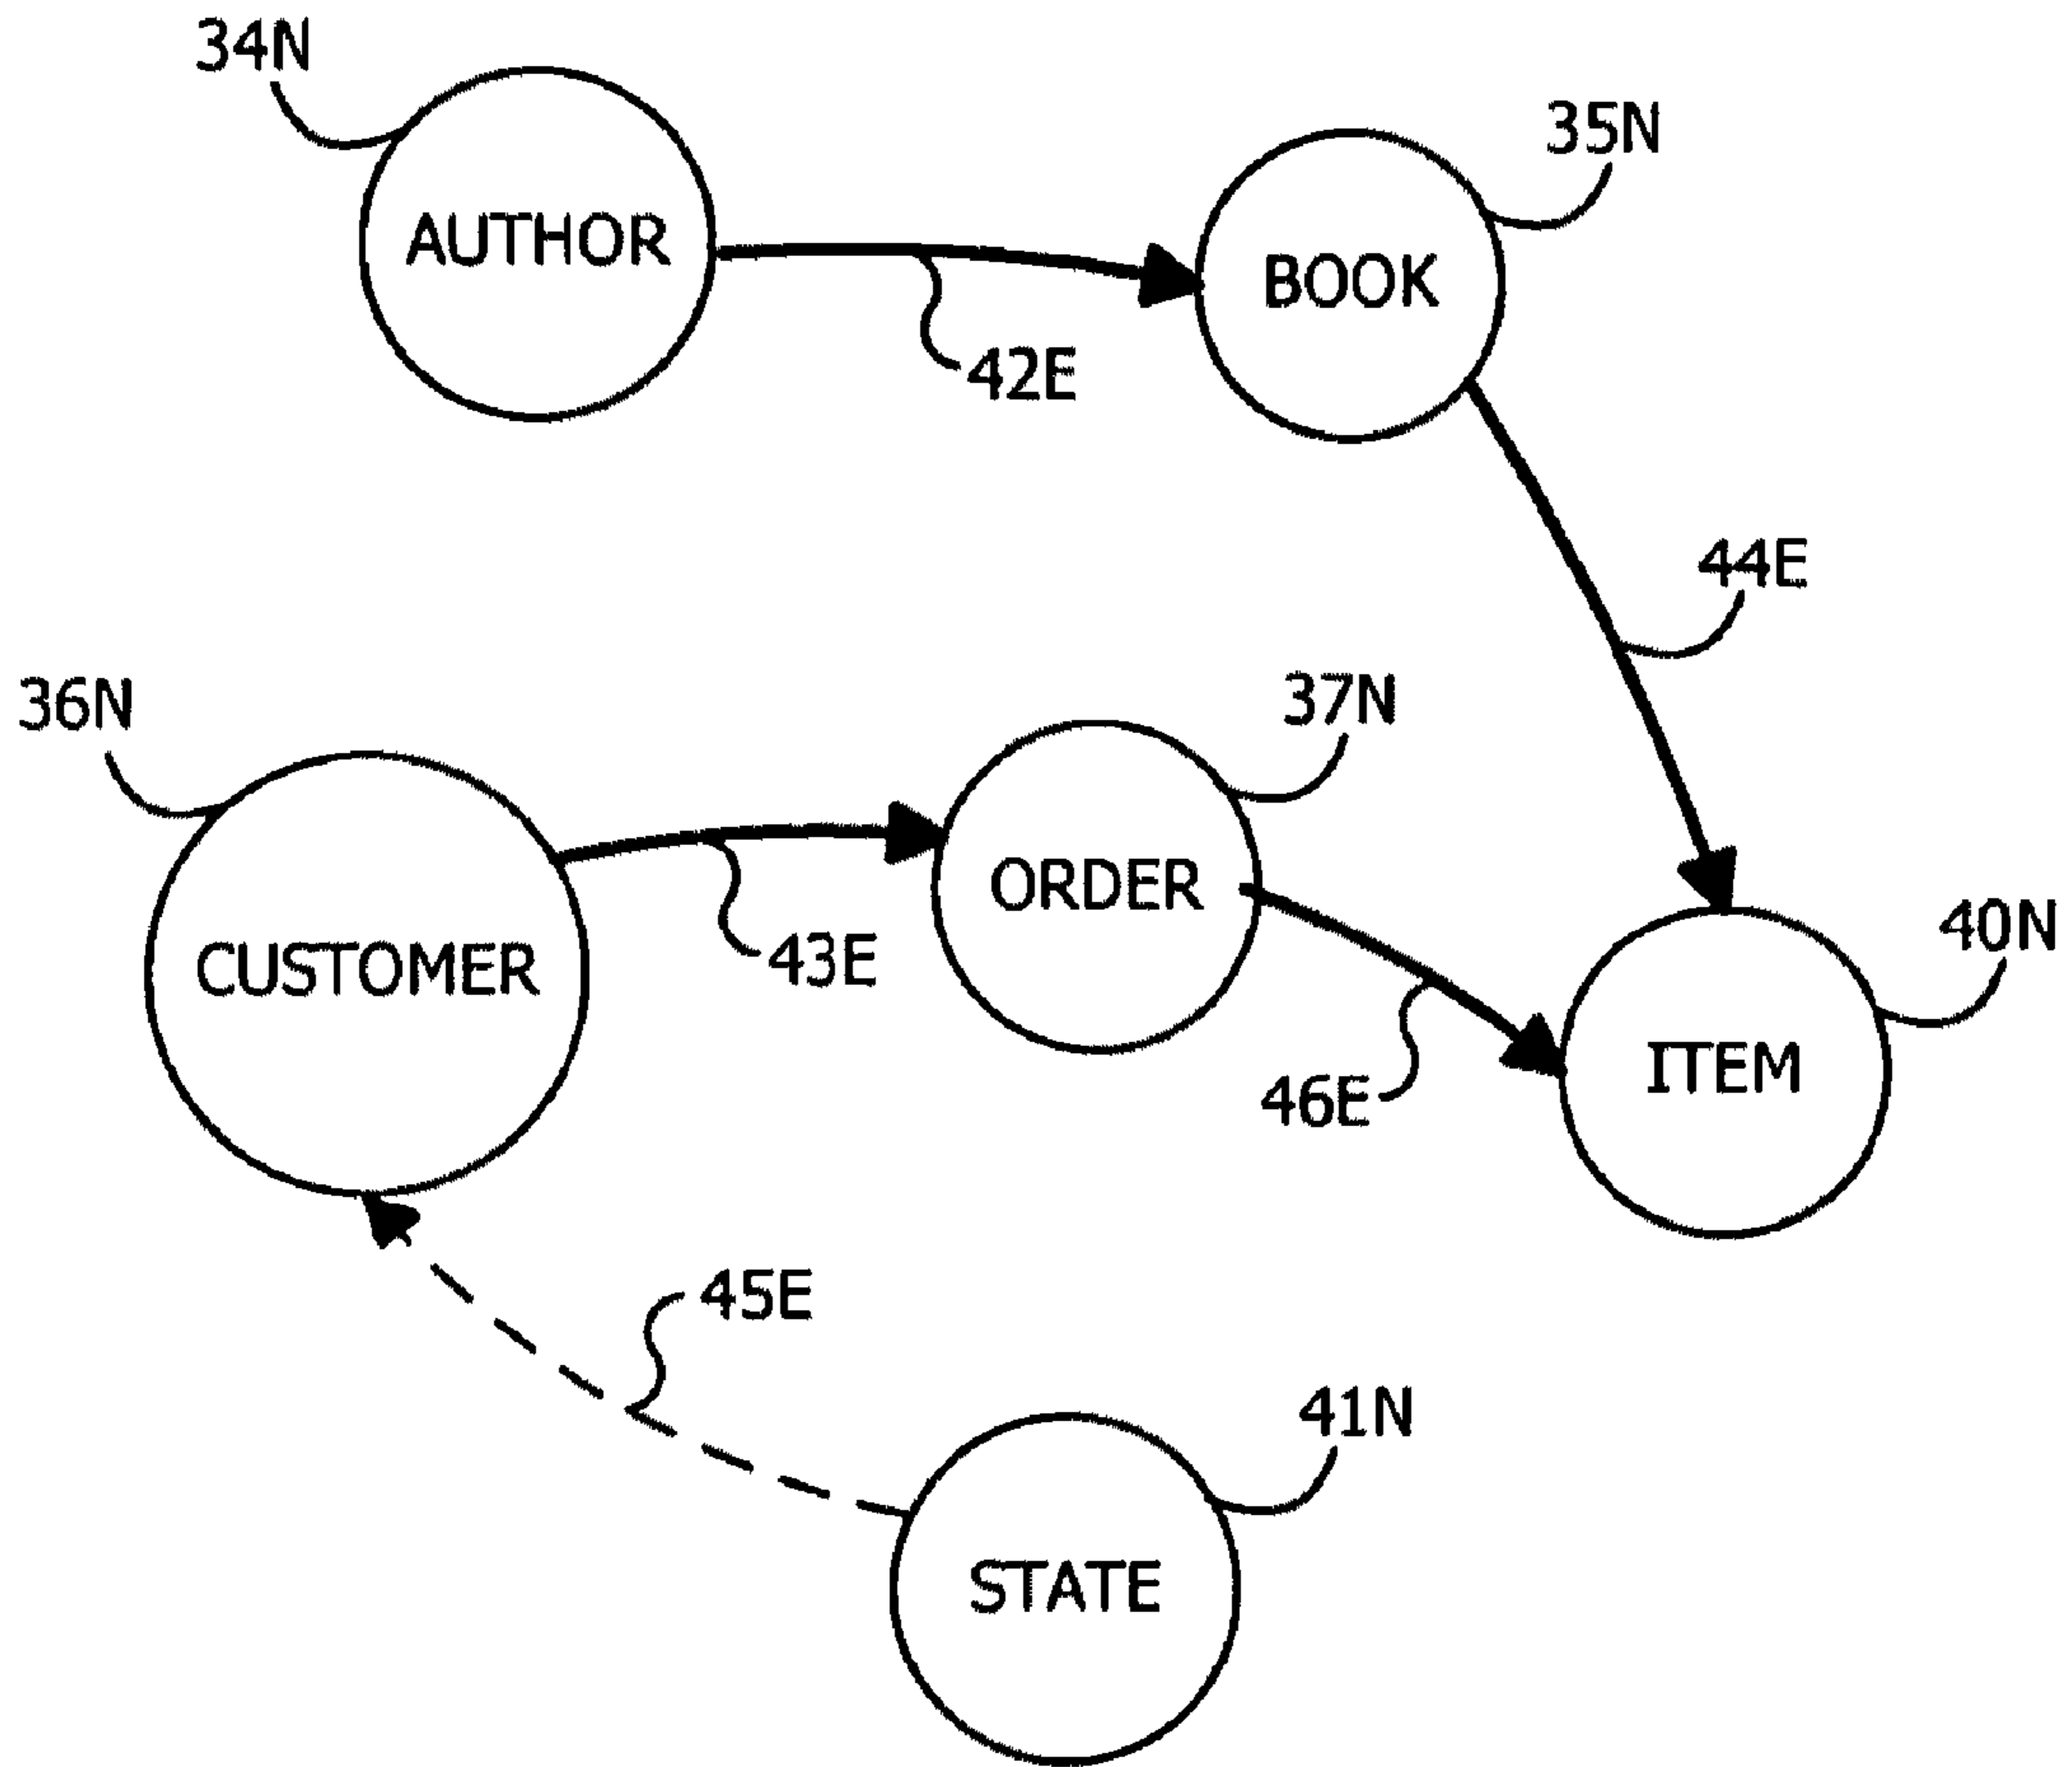 34N
35N
AUTHOR
BOOK
42E
44E
36N
37N
ORDER
40N
CUSTOMER
43E
ITEM
46E
45E
41N
STATE